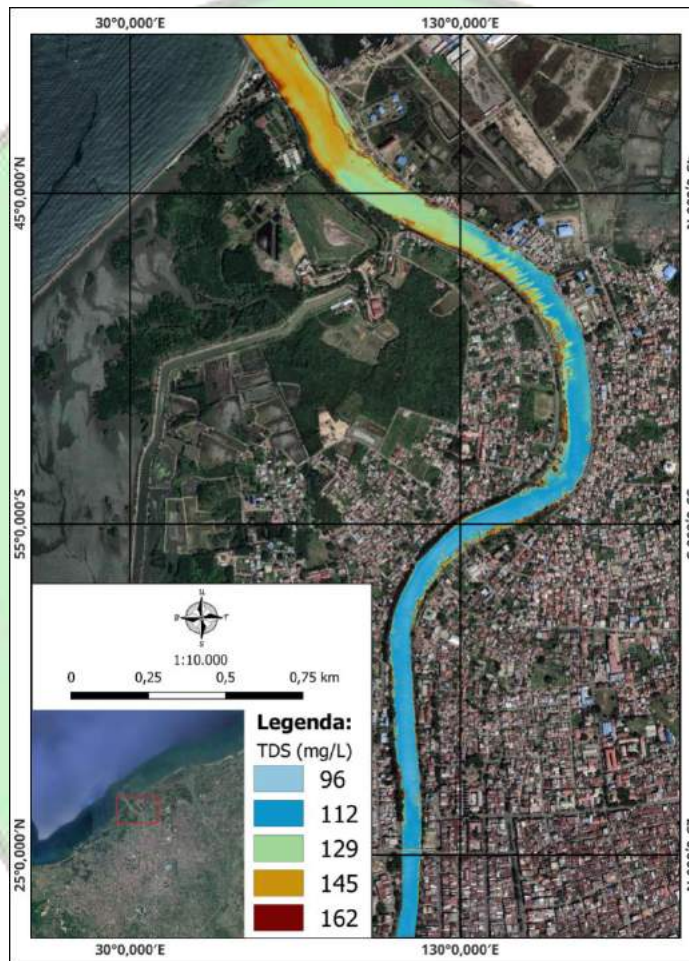 30°0,000'E 130°0,000'E
45°0,000'N
55°0,000'S
25°0,000'N
1:10.000
0 0,25 0,5 0,75 km
Legenda:
TDS (mg/L)
96
112
129
145
162
30°0,000'E 130°0,000'E